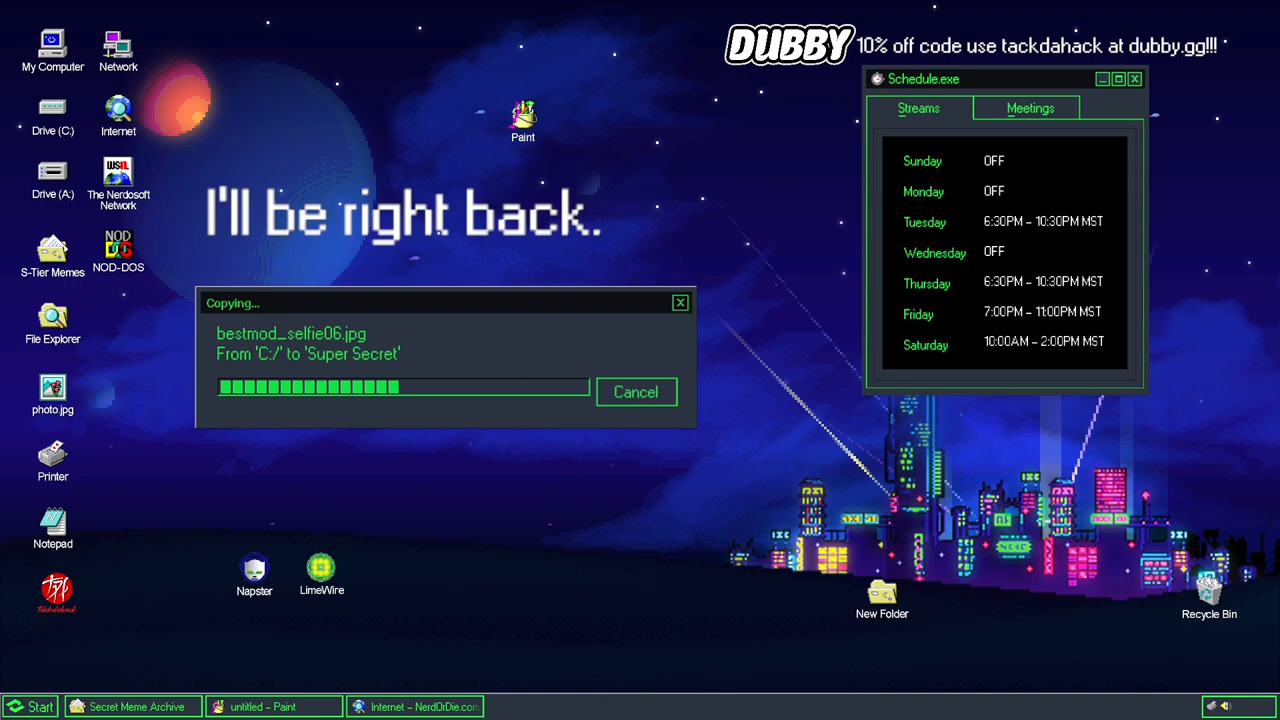 DUBBY 10% off code use tackdahack at dubby.gg!!!
My Computer
Network
Drive (C:)
Internet
Drive (A:)
WSN
The Nerdosoft
Network
S-Tier Memes
NOD
NOD-DOS
File Explorer
photo.jpg
Printer
Notepad
Tackdahack
Paint
I'll be right back.
Copying...
bestmod_selfie06.jpg
From 'C:/' to 'Super Secret'
Cancel
Schedule.exe
Streams
Meetings
Sunday OFF
Monday OFF
Tuesday 6:30PM - 10:30PM MST
Wednesday OFF
Thursday 6:30PM - 10:30PM MST
Friday 7:00PM - 11:00PM MST
Saturday 10:00AM - 2:00PM MST
Napster
LimeWire
New Folder
Recycle Bin
Start
Secret Meme Archive
untitled - Paint
Internet - NerdOrDie.com